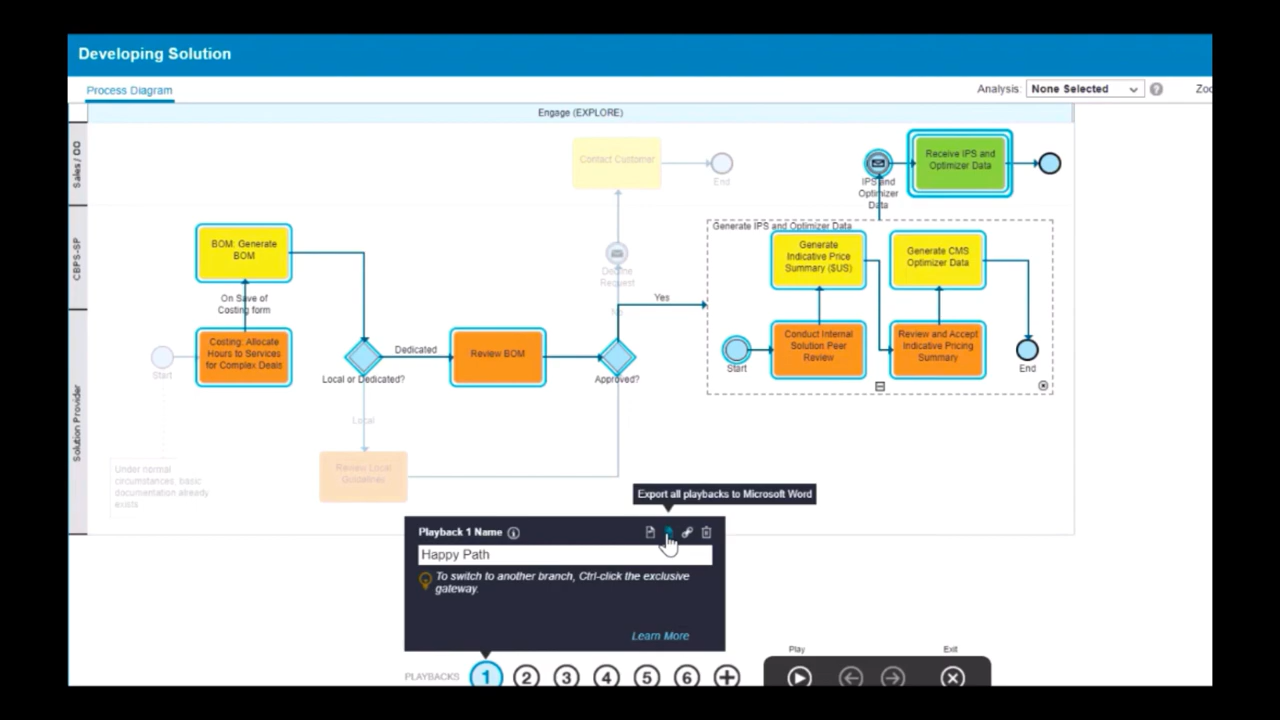 Developing Solution
Process Diagram
Analysis:
None Selected
?
Zoo
Engage (EXPLORE)
Sales / OO
CBPS-SP
Solution Provider
Contact Customer
End
IPS and
Optimizer
Data
Receive IPS and
Optimizer Data
BOM: Generate
BOM
On Save of
Costing form
Costing: Allocate
Hours to Services
for Complex Deals
Start
Under normal
circumstances, basic
documentation already
exists
Local or Dedicated?
Dedicated
Local
Review Local
Guidelines
Review BOM
Decline
Request
No
Approved?
Yes
Generate IPS and Optimizer Data
Generate
Indicative Price
Summary ($US)
Generate CMS
Optimizer Data
Start
Conduct Internal
Solution Peer
Review
Review and Accept
Indicative Pricing
Summary
End
Export all playbacks to Microsoft Word
Playback 1 Name
Happy Path
To switch to another branch, Ctrl-click the exclusive
gateway.
Learn More
PLAYBACKS
1
2
3
4
5
6
Play
Exit